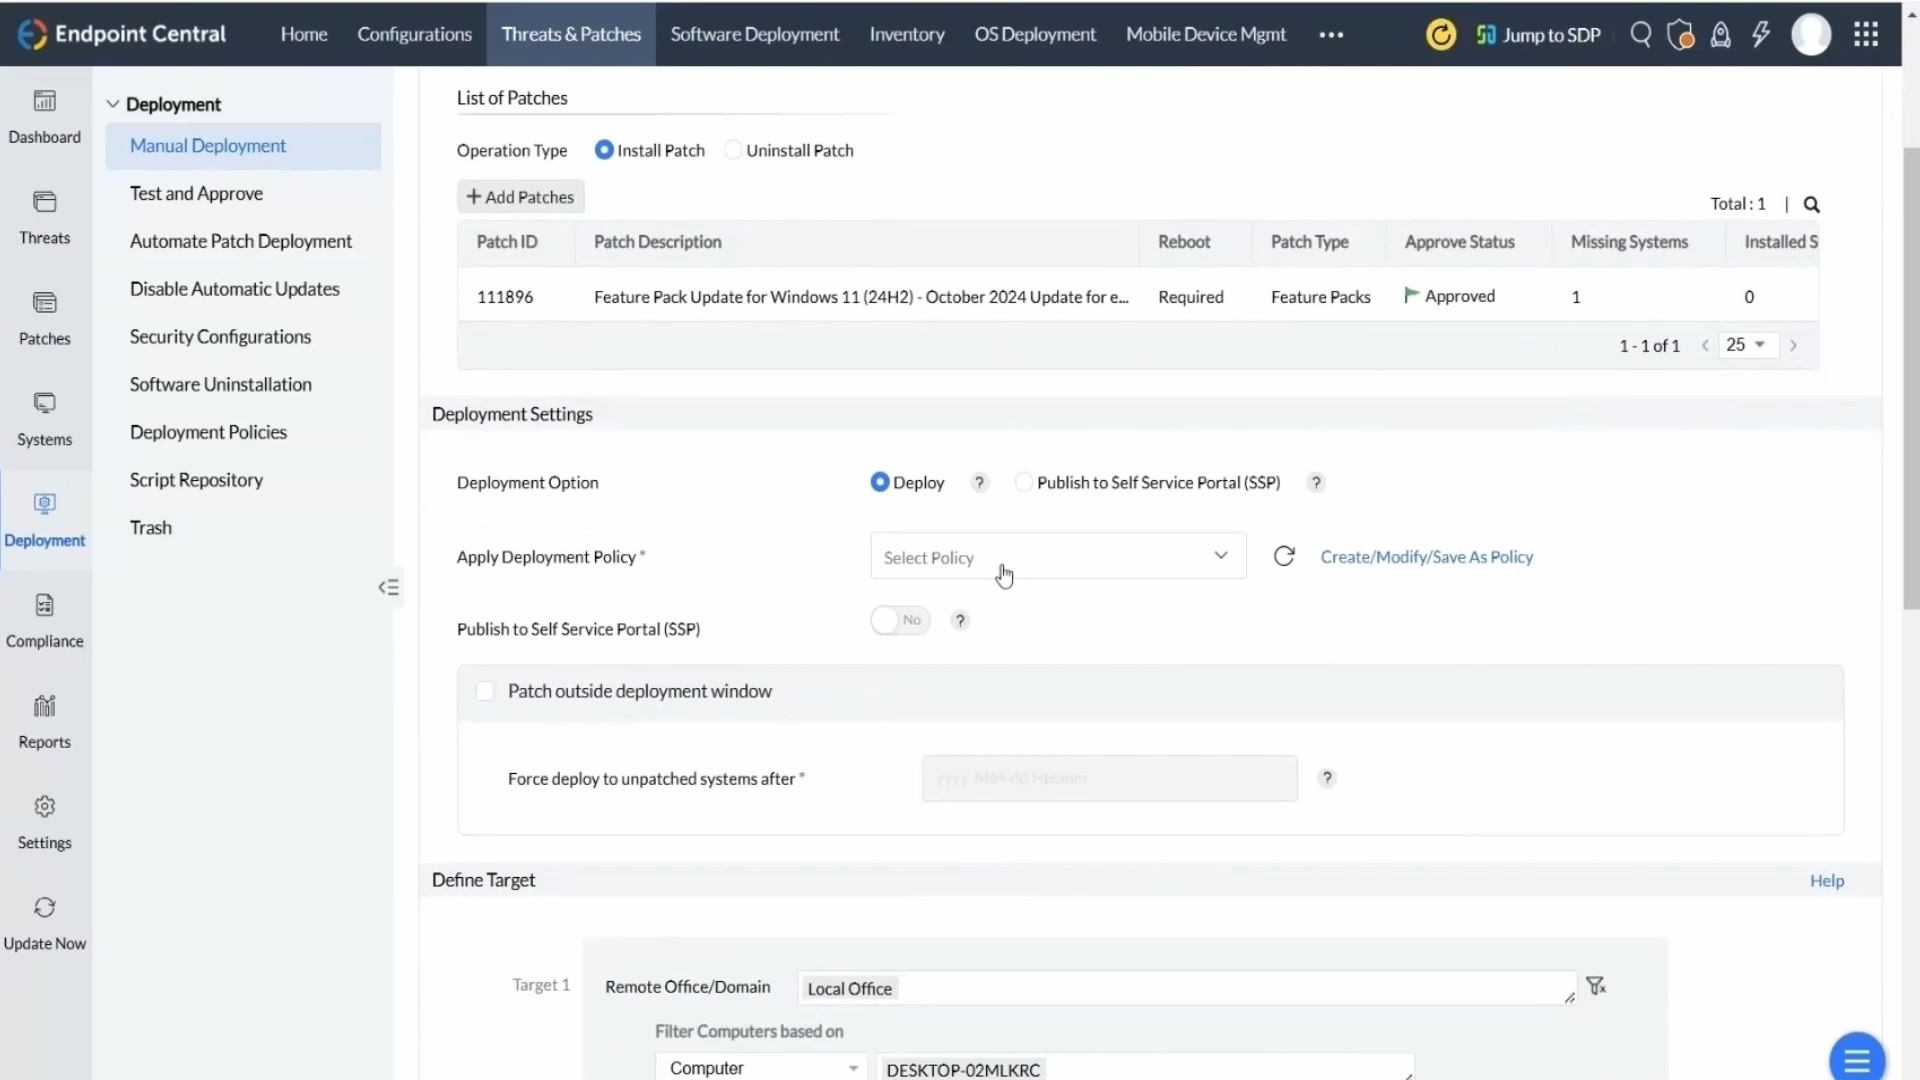 Endpoint Central
Home
Configurations
Threats & Patches
Software Deployment
Inventory
OS Deployment
Mobile Device Mgmt
Jump to SDP
Dashboard
Threats
Patches
Systems
Deployment
Compliance
Reports
Settings
Update Now
Deployment
Manual Deployment
Test and Approve
Automate Patch Deployment
Disable Automatic Updates
Security Configurations
Software Uninstallation
Deployment Policies
Script Repository
Trash
List of Patches
Operation Type Install Patch Uninstall Patch
+ Add Patches
Total : 1 |
Patch ID Patch Description Reboot Patch Type Approve Status Missing Systems Installed S
111896 Feature Pack Update for Windows 11 (24H2) - October 2024 Update for e... Required Feature Packs Approved 1 0
1 - 1 of 1 25
Deployment Settings
Deployment Option Deploy ? Publish to Self Service Portal (SSP) ?
Apply Deployment Policy * Select Policy Create/Modify/Save As Policy
Publish to Self Service Portal (SSP) No ?
Patch outside deployment window
Force deploy to unpatched systems after * yyyy-MM-dd HH:mm ?
Define Target Help
Target 1 Remote Office/Domain Local Office
Filter Computers based on
Computer DESKTOP-02MLKRC